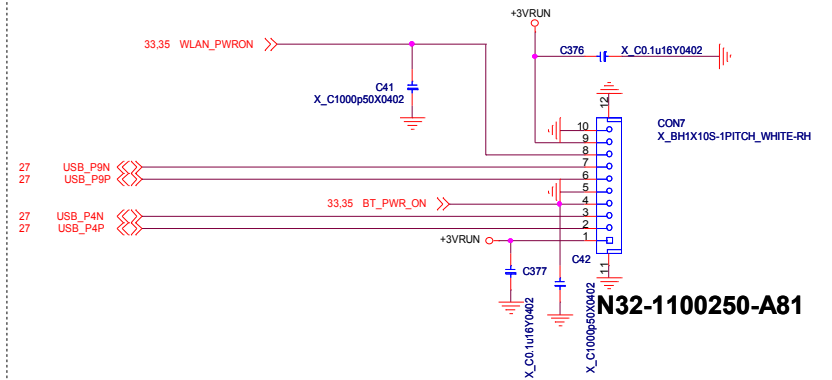 +3VRUN
33,35 WLAN_PWRON
C376 X_C0.1u16Y0402
C41
X_C1000p50X0402
12
CON7
X_BH1X10S-1PITCH_WHITE-RH
10
9
8
7
6
5
4
3
2
1
27 USB_P9N
27 USB_P9P
33,35 BT_PWR_ON
27 USB_P4N
27 USB_P4P
+3VRUN
C42
11
C377
N32-1100250-A81
X_C0.1u16Y0402
X_C1000p50X0402